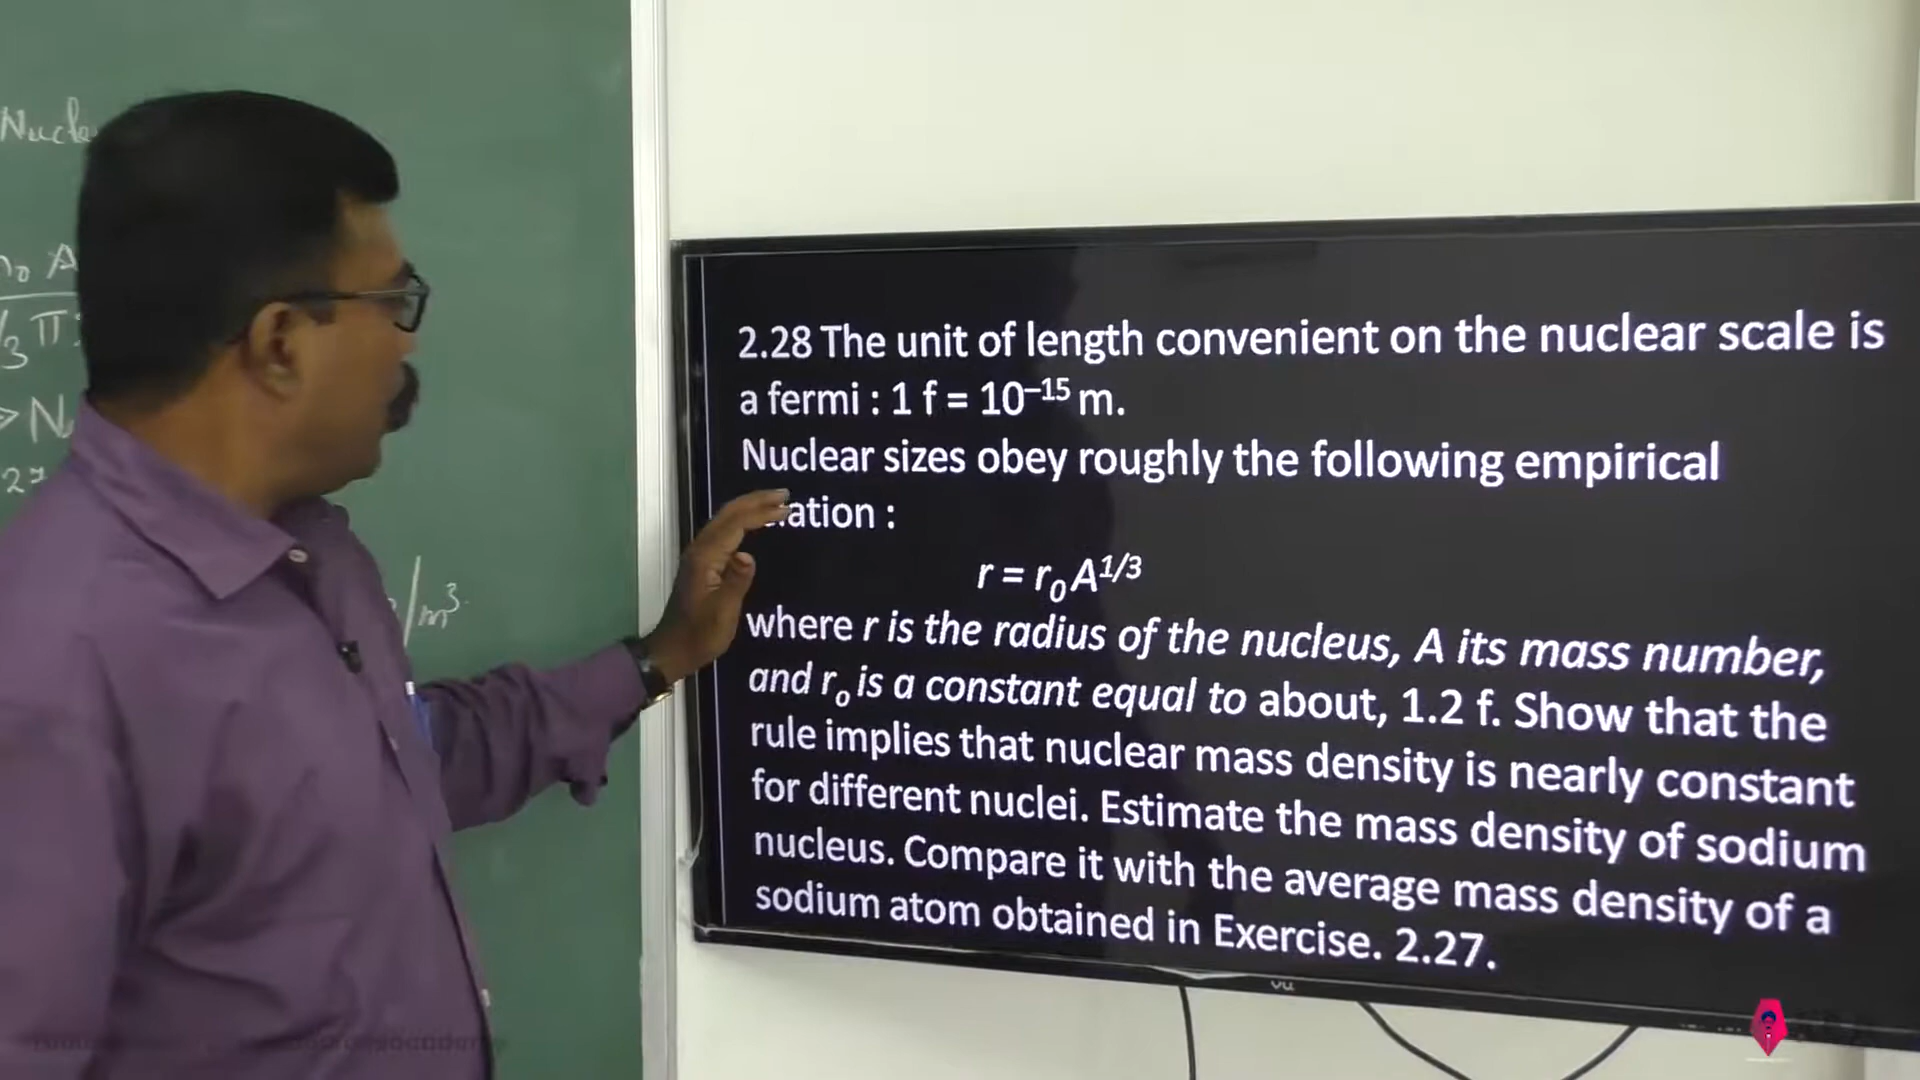 2.28 The unit of length convenient on the nuclear scale is
a fermi : 1 f = 10⁻¹⁵ m.
Nuclear sizes obey roughly the following empirical
ation :
r = r₀A¹ᐟ³
where r is the radius of the nucleus, A its mass number,
and r₀ is a constant equal to about, 1.2 f. Show that the
rule implies that nuclear mass density is nearly constant
for different nuclei. Estimate the mass density of sodium
nucleus. Compare it with the average mass density of a
sodium atom obtained in Exercise. 2.27.
vu
Nucle
/m³